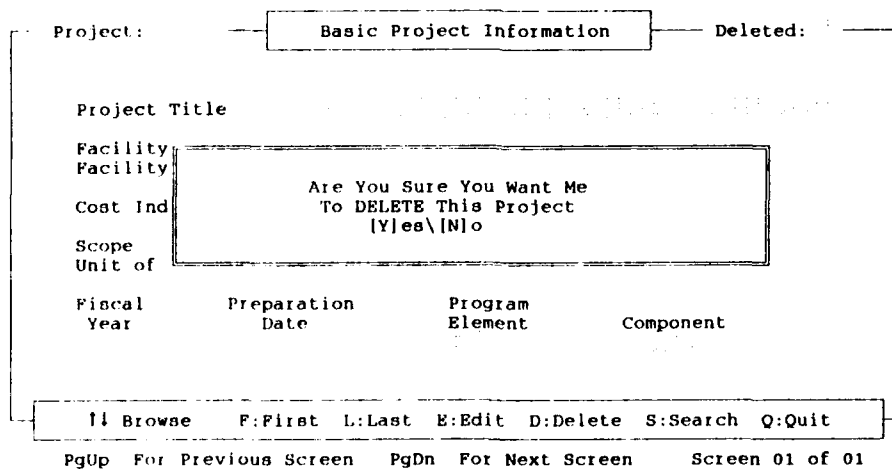 Project: Basic Project Information Deleted:
Project Title
Facility
Facility
Are You Sure You Want Me
Cost Ind To DELETE This Project
[Y]es\[N]o
Scope
Unit of
Fiscal Preparation Program
Year Date Element Component
↑↓ Browse F:First L:Last E:Edit D:Delete S:Search Q:Quit
PgUp For Previous Screen PgDn For Next Screen Screen 01 of 01